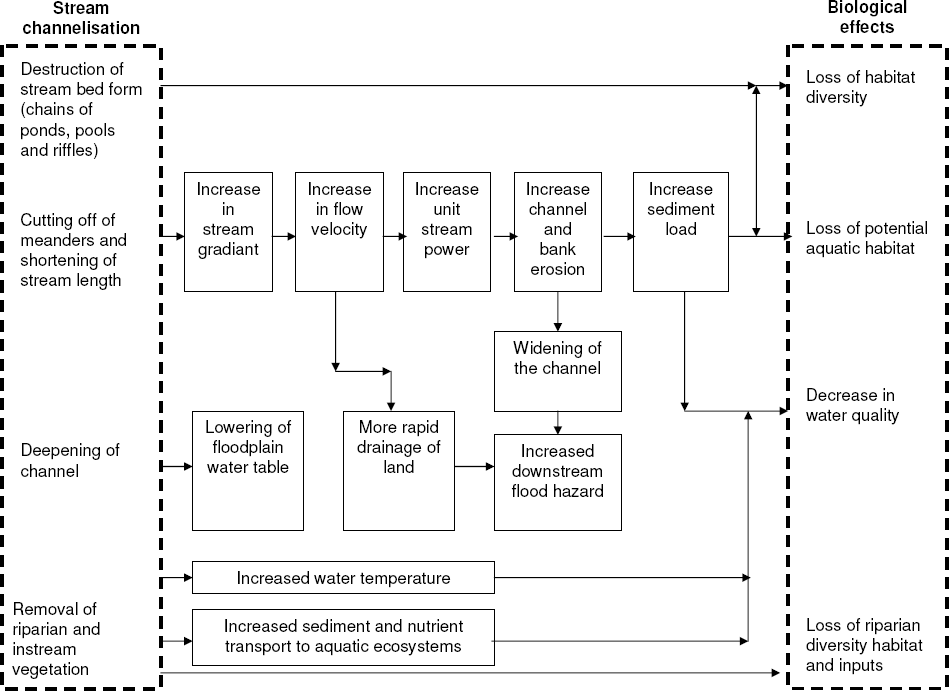 Stream
channelisation
Biological
effects
Destruction of
stream bed form
(chains of
ponds, pools
and riffles)
Loss of habitat
diversity
Cutting off of
meanders and
shortening of
stream length
Increase
in
stream
gradiant
Increase
in flow
velocity
Increase
unit
stream
power
Increase
channel
and
bank
erosion
Increase
sediment
load
Loss of potential
aquatic habitat
Widening of
the channel
Decrease in
water quality
Deepening of
channel
Lowering of
floodplain
water table
More rapid
drainage of
land
Increased
downstream
flood hazard
Increased water temperature
Removal of
riparian and
instream
vegetation
Increased sediment and nutrient
transport to aquatic ecosystems
Loss of riparian
diversity habitat
and inputs